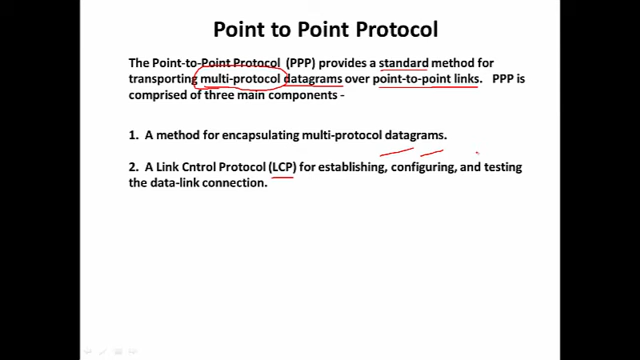 Point to Point Protocol
The Point-to-Point Protocol (PPP) provides a standard method for
transporting multi-protocol datagrams over point-to-point links. PPP is
comprised of three main components -
1. A method for encapsulating multi-protocol datagrams.
2. A Link Cntrol Protocol (LCP) for establishing, configuring, and testing
the data-link connection.